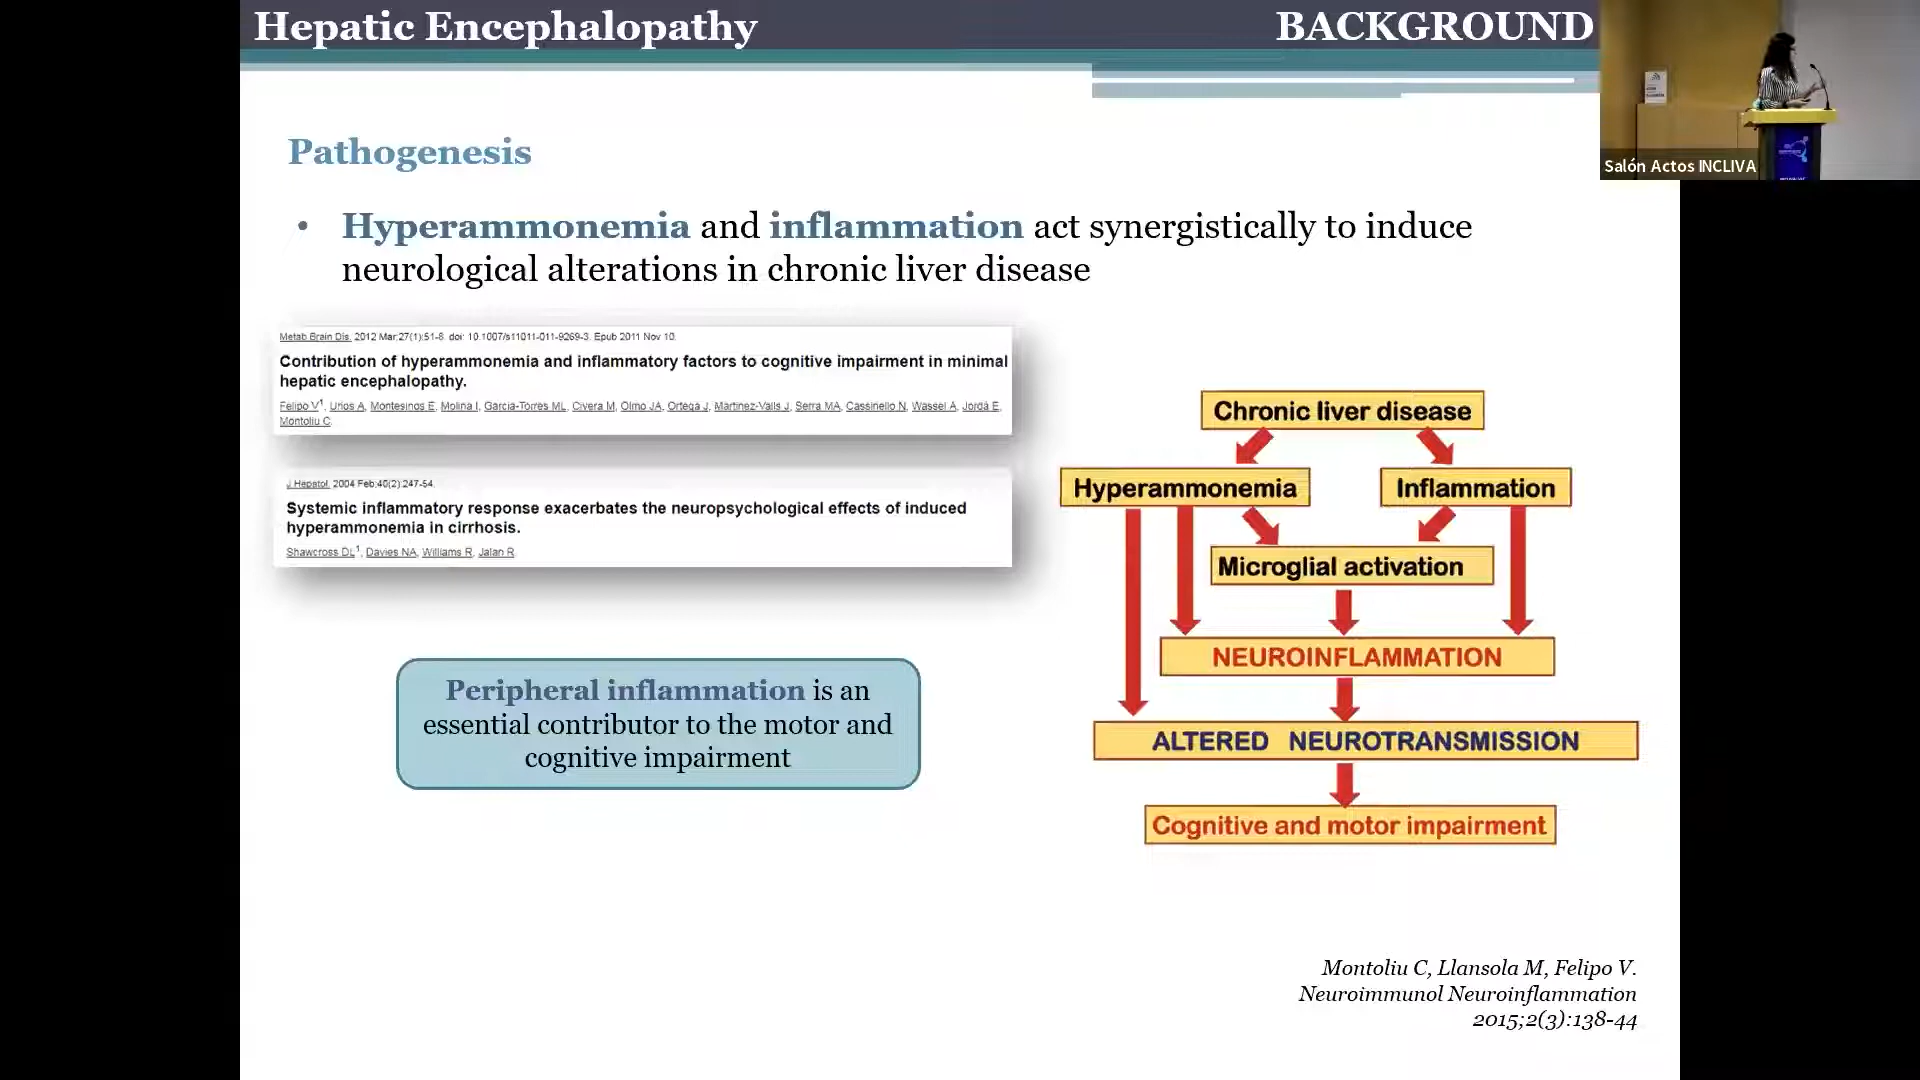 Hepatic Encephalopathy
BACKGROUND
Salón Actos INCLIVA
Pathogenesis
• Hyperammonemia and inflammation act synergistically to induce
neurological alterations in chronic liver disease
Metab Brain Dis. 2012 Mar;27(1):51-8. doi: 10.1007/s11011-011-9269-3. Epub 2011 Nov 10.
Contribution of hyperammonemia and inflammatory factors to cognitive impairment in minimal
hepatic encephalopathy.
Felipo V1, Urios A, Montesinos E, Molina I, Garcia-Torres ML, Civera M, Olmo JA, Ortega J, Martinez-Valls J, Serra MA, Cassinello N, Wassel A, Jordá E,
Montoliu C.
J Hepatol. 2004 Feb;40(2):247-54.
Systemic inflammatory response exacerbates the neuropsychological effects of induced
hyperammonemia in cirrhosis.
Shawcross DL1, Davies NA, Williams R, Jalan R.
Peripheral inflammation is an
essential contributor to the motor and
cognitive impairment
Chronic liver disease
Hyperammonemia
Inflammation
Microglial activation
NEUROINFLAMMATION
ALTERED NEUROTRANSMISSION
Cognitive and motor impairment
Montoliu C, Llansola M, Felipo V.
Neuroimmunol Neuroinflammation
2015;2(3):138-44